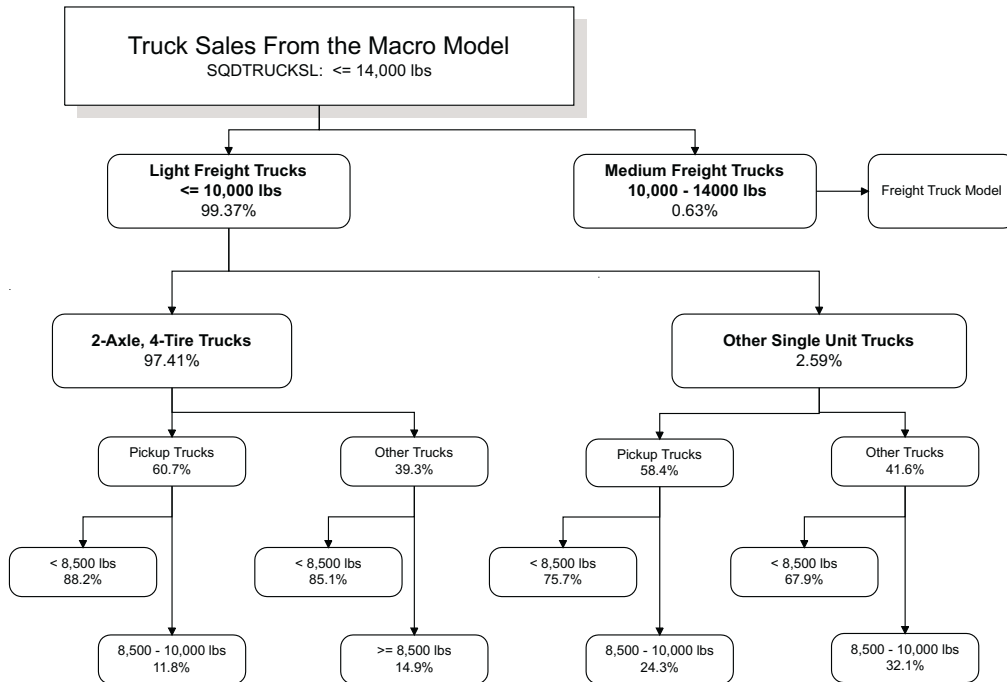 Truck Sales From the Macro Model
SQDTRUCKSL: <= 14,000 lbs
Light Freight Trucks
<= 10,000 lbs
99.37%
Medium Freight Trucks
10,000 - 14000 lbs
0.63%
Freight Truck Model
2-Axle, 4-Tire Trucks
97.41%
Other Single Unit Trucks
2.59%
Pickup Trucks
60.7%
Other Trucks
39.3%
Pickup Trucks
58.4%
Other Trucks
41.6%
< 8,500 lbs
88.2%
< 8,500 lbs
85.1%
< 8,500 lbs
75.7%
< 8,500 lbs
67.9%
8,500 - 10,000 lbs
11.8%
>= 8,500 lbs
14.9%
8,500 - 10,000 lbs
24.3%
8,500 - 10,000 lbs
32.1%